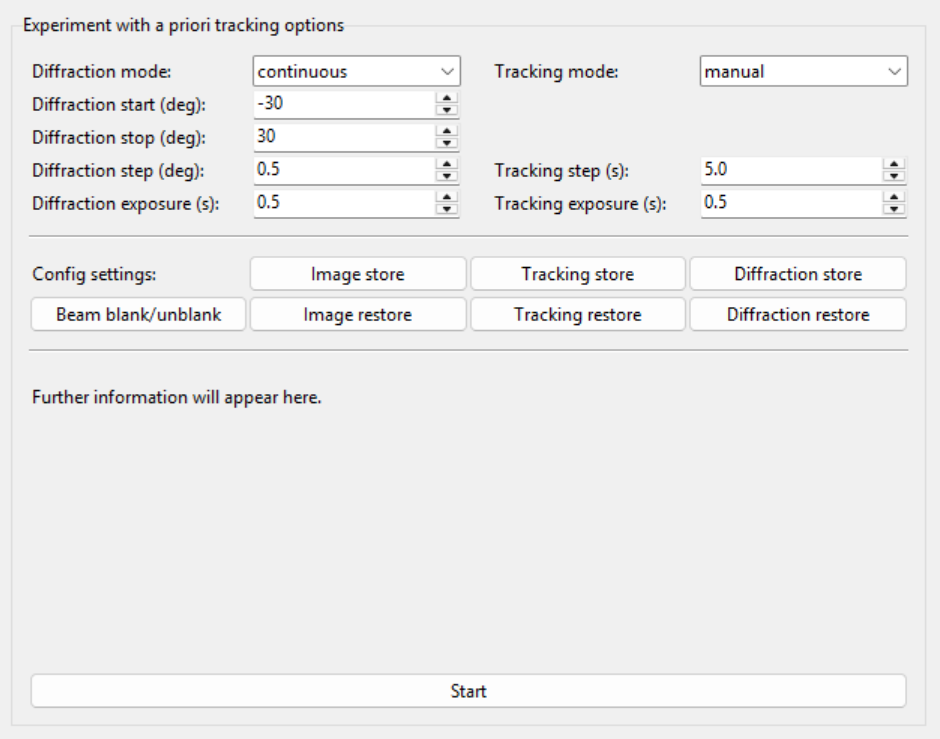 Experiment with a priori tracking options
Diffraction mode: continuous Tracking mode: manual
Diffraction start (deg): -30
Diffraction stop (deg): 30
Diffraction step (deg): 0.5 Tracking step (s): 5.0
Diffraction exposure (s): 0.5 Tracking exposure (s): 0.5
Config settings: Image store Tracking store Diffraction store
Beam blank/unblank Image restore Tracking restore Diffraction restore
Further information will appear here.
Start